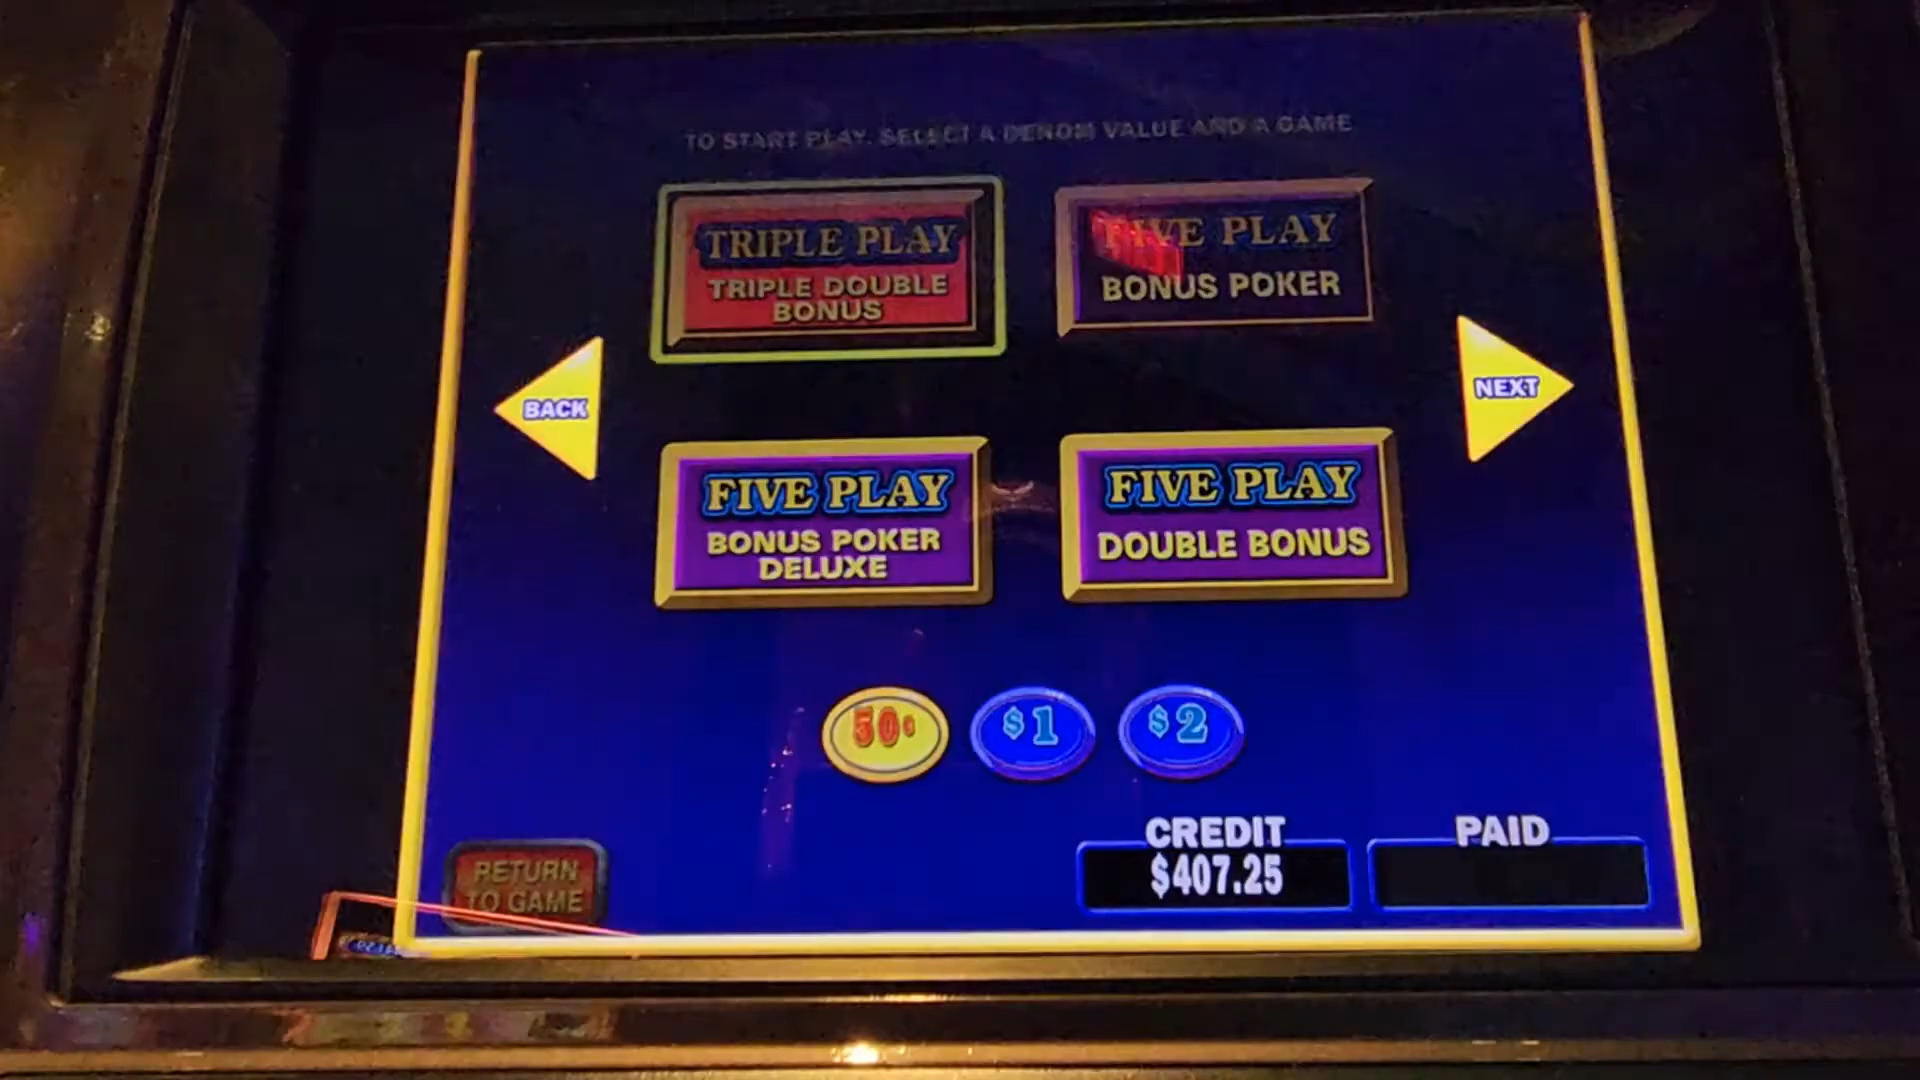 TO START PLAY, SELECT A DENOM VALUE AND A GAME
TRIPLE PLAY
TRIPLE DOUBLE
BONUS
FIVE PLAY
BONUS POKER
BACK
NEXT
FIVE PLAY
BONUS POKER
DELUXE
FIVE PLAY
DOUBLE BONUS
50¢
$1
$2
CREDIT
$407.25
PAID
RETURN
TO GAME